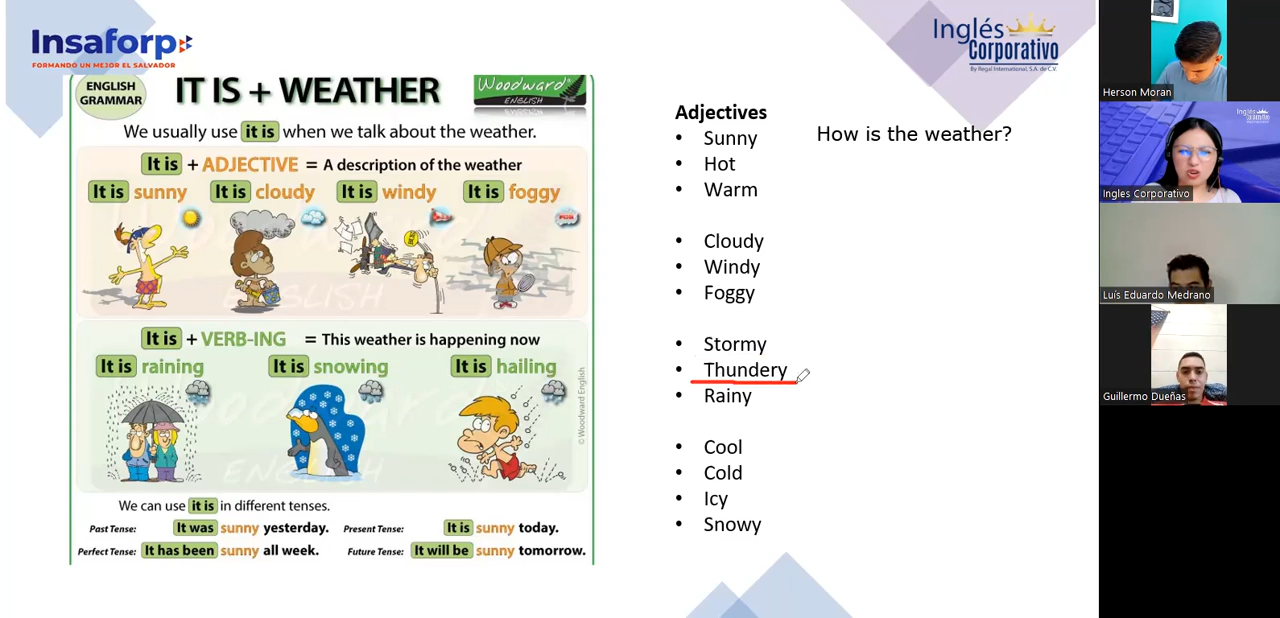 Insaforp
FORMANDO UN MEJOR EL SALVADOR
Inglés
Corporativo
By Regal International, S.A. de C.V.
ENGLISH
GRAMMAR
IT IS + WEATHER
Woodward
ENGLISH
We usually use it is when we talk about the weather.
It is + ADJECTIVE = A description of the weather
It is sunny It is cloudy It is windy It is foggy
It is + VERB-ING = This weather is happening now
It is raining It is snowing It is hailing
© Woodward English
We can use it is in different tenses.
Past Tense: It was sunny yesterday. Present Tense: It is sunny today.
Perfect Tense: It has been sunny all week. Future Tense: It will be sunny tomorrow.
Adjectives
• Sunny
• Hot
• Warm
• Cloudy
• Windy
• Foggy
• Stormy
• Thundery
• Rainy
• Cool
• Cold
• Icy
• Snowy
How is the weather?
Herson Moran
Ingles Corporativo
Luís Eduardo Medrano
Guillermo Dueñas